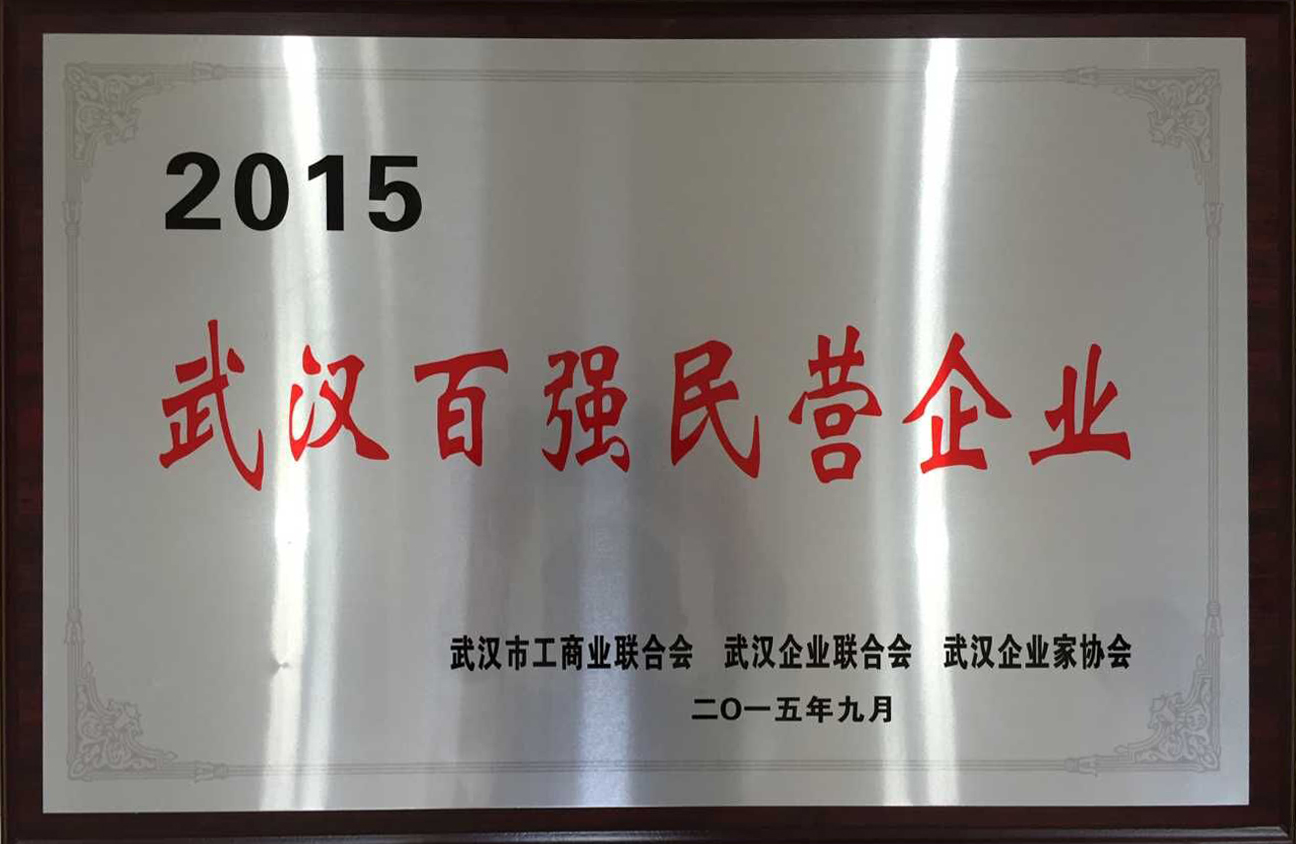 2015
武汉百强民营企业
武汉市工商业联合会 武汉企业联合会 武汉企业家协会
二〇一五年九月